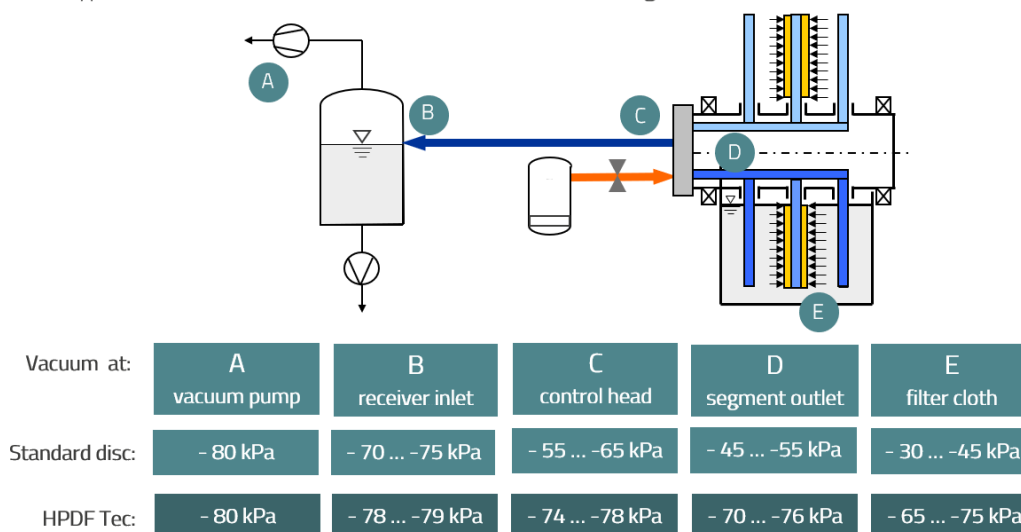 A
B
C
D
E
Vacuum at:
A
vacuum pump
B
receiver inlet
C
control head
D
segment outlet
E
filter cloth
Standard disc:
- 80 kPa
- 70 ... -75 kPa
- 55 ... -65 kPa
- 45 ... -55 kPa
- 30 ... -45 kPa
HPDF Tec:
- 80 kPa
- 78 ... -79 kPa
- 74 ... -78 kPa
- 70 ... -76 kPa
- 65 ... -75 kPa